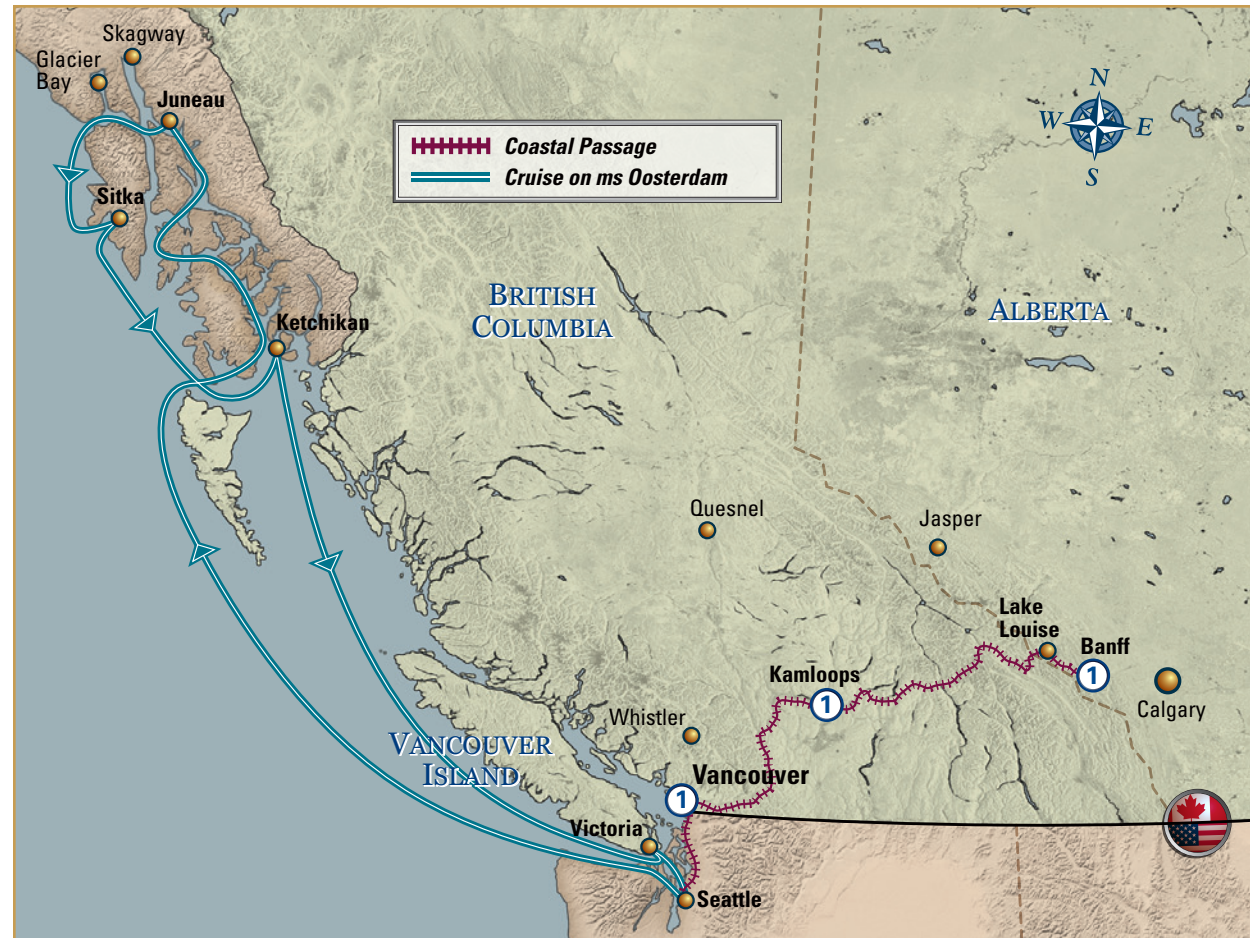 Skagway
Glacier
Bay
Juneau
N
W
E
S
Coastal Passage
Cruise on ms Oosterdam
Sitka
BRITISH
COLUMBIA
ALBERTA
Ketchikan
Quesnel
Jasper
Lake
Louise
Banff
1
Kamloops
1
Calgary
Whistler
VANCOUVER
ISLAND
Vancouver
1
Victoria
Seattle